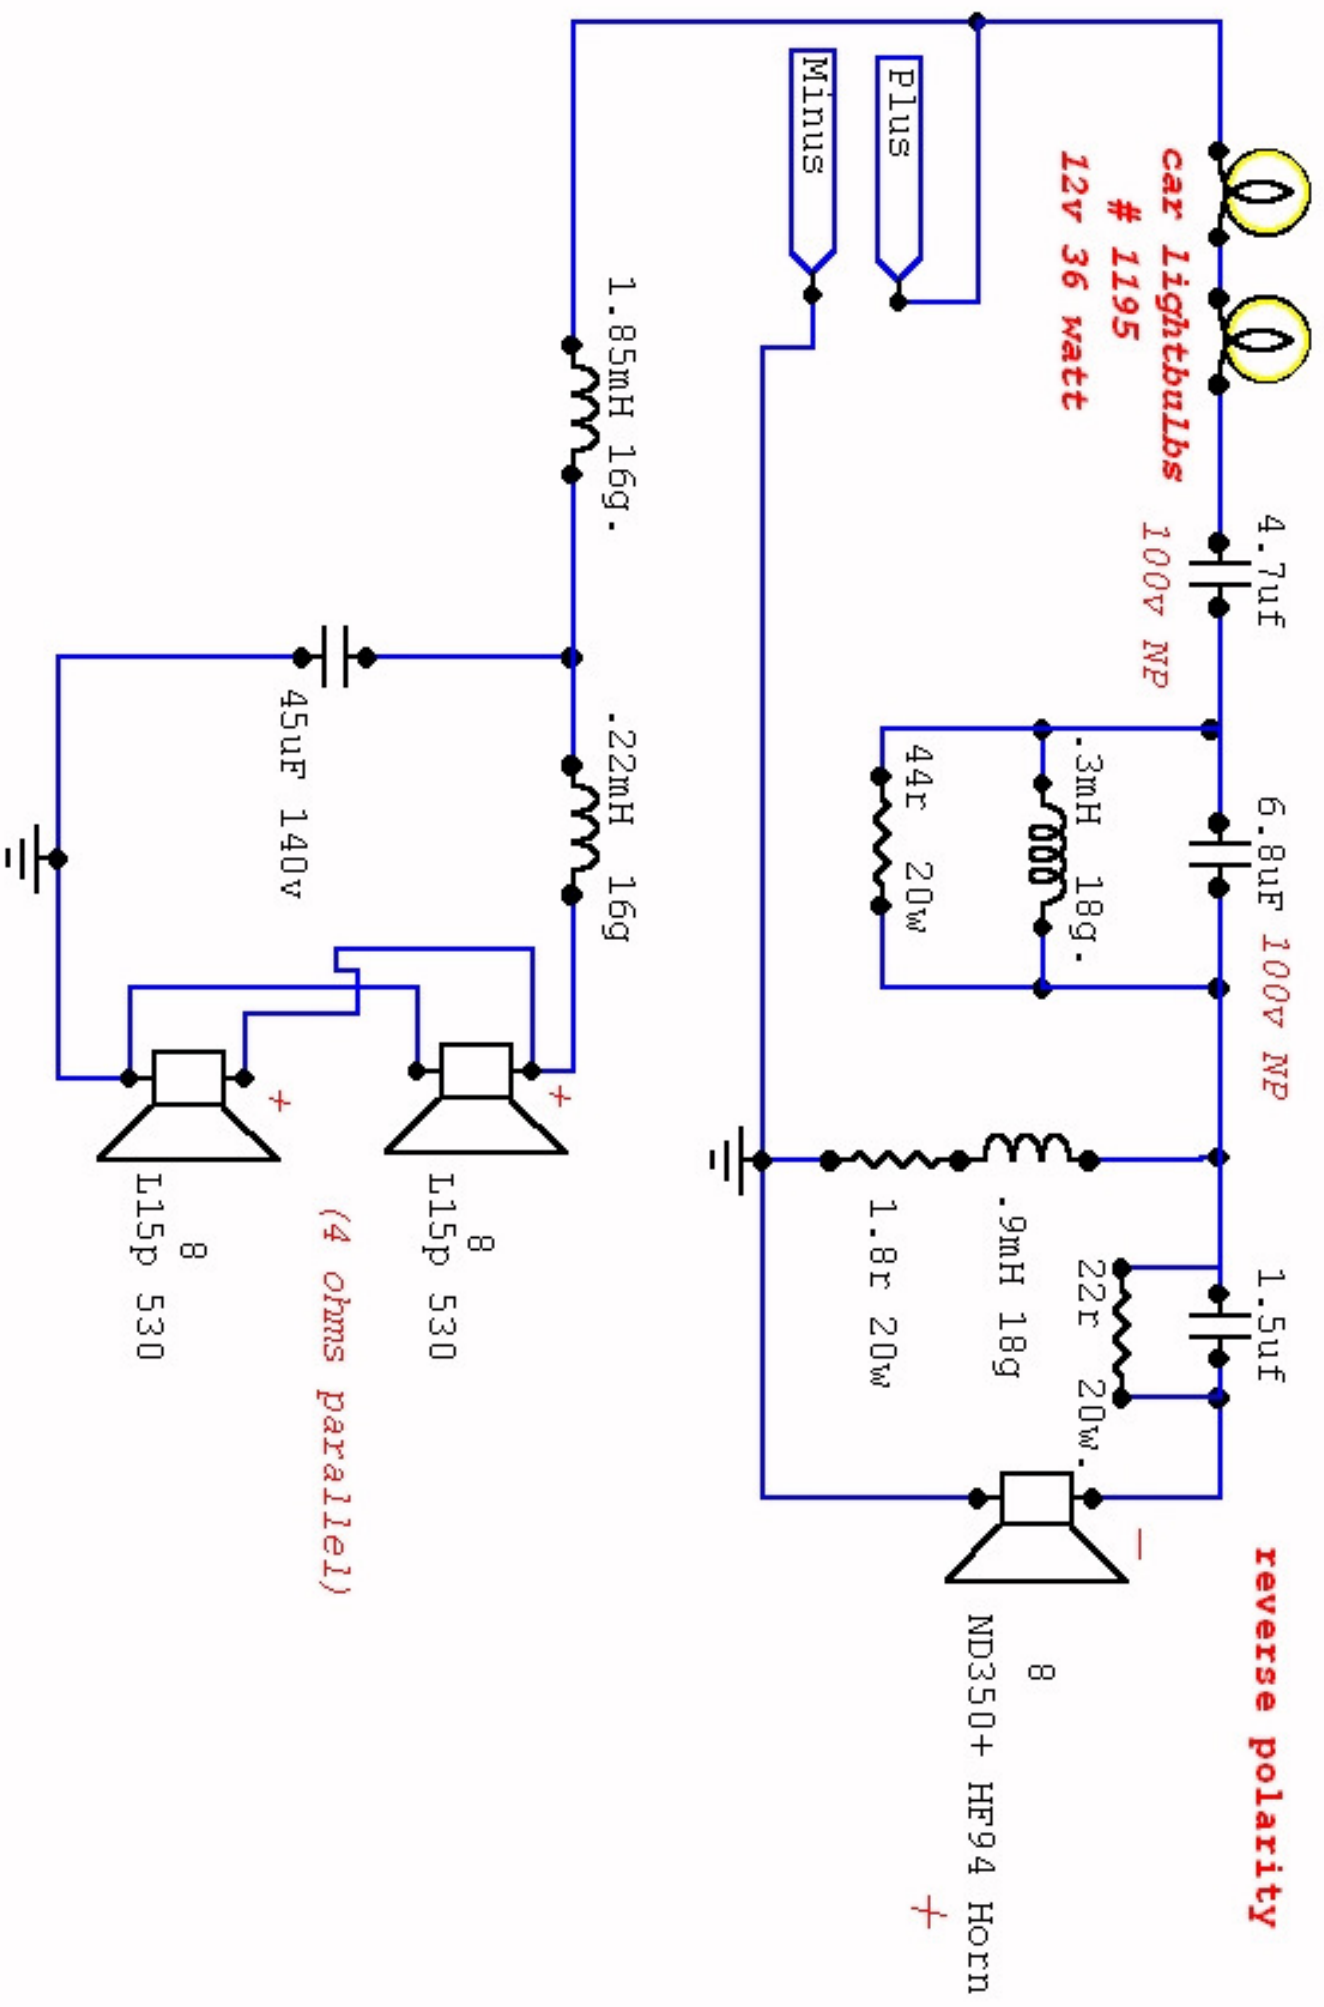 reverse polarity
4.7uf
6.8uF 100v NP
1.5uf
100v NP
car lightbulbs
# 1195
12v 36 watt
.3mH 18g.
22r 20w.
8
44r 20w
.9mH 18g
ND350+ HF94 Horn
Plus
1.8r 20w
+
−
Minus
1.85mH 16g.
.22mH 16g
+
8
L15p 530
(4 ohms parallel)
45uF 140v
+
8
L15p 530